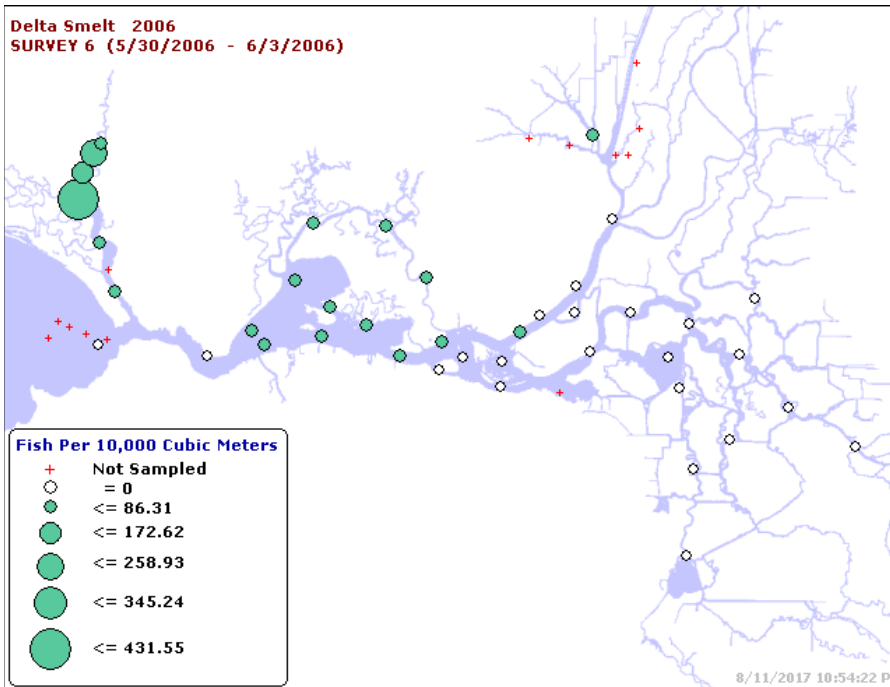 Delta Smelt 2006
SURVEY 6 (5/30/2006 - 6/3/2006)
Fish Per 10,000 Cubic Meters
Not Sampled
= 0
<= 86.31
<= 172.62
<= 258.93
<= 345.24
<= 431.55
8/11/2017 10:54:22 P